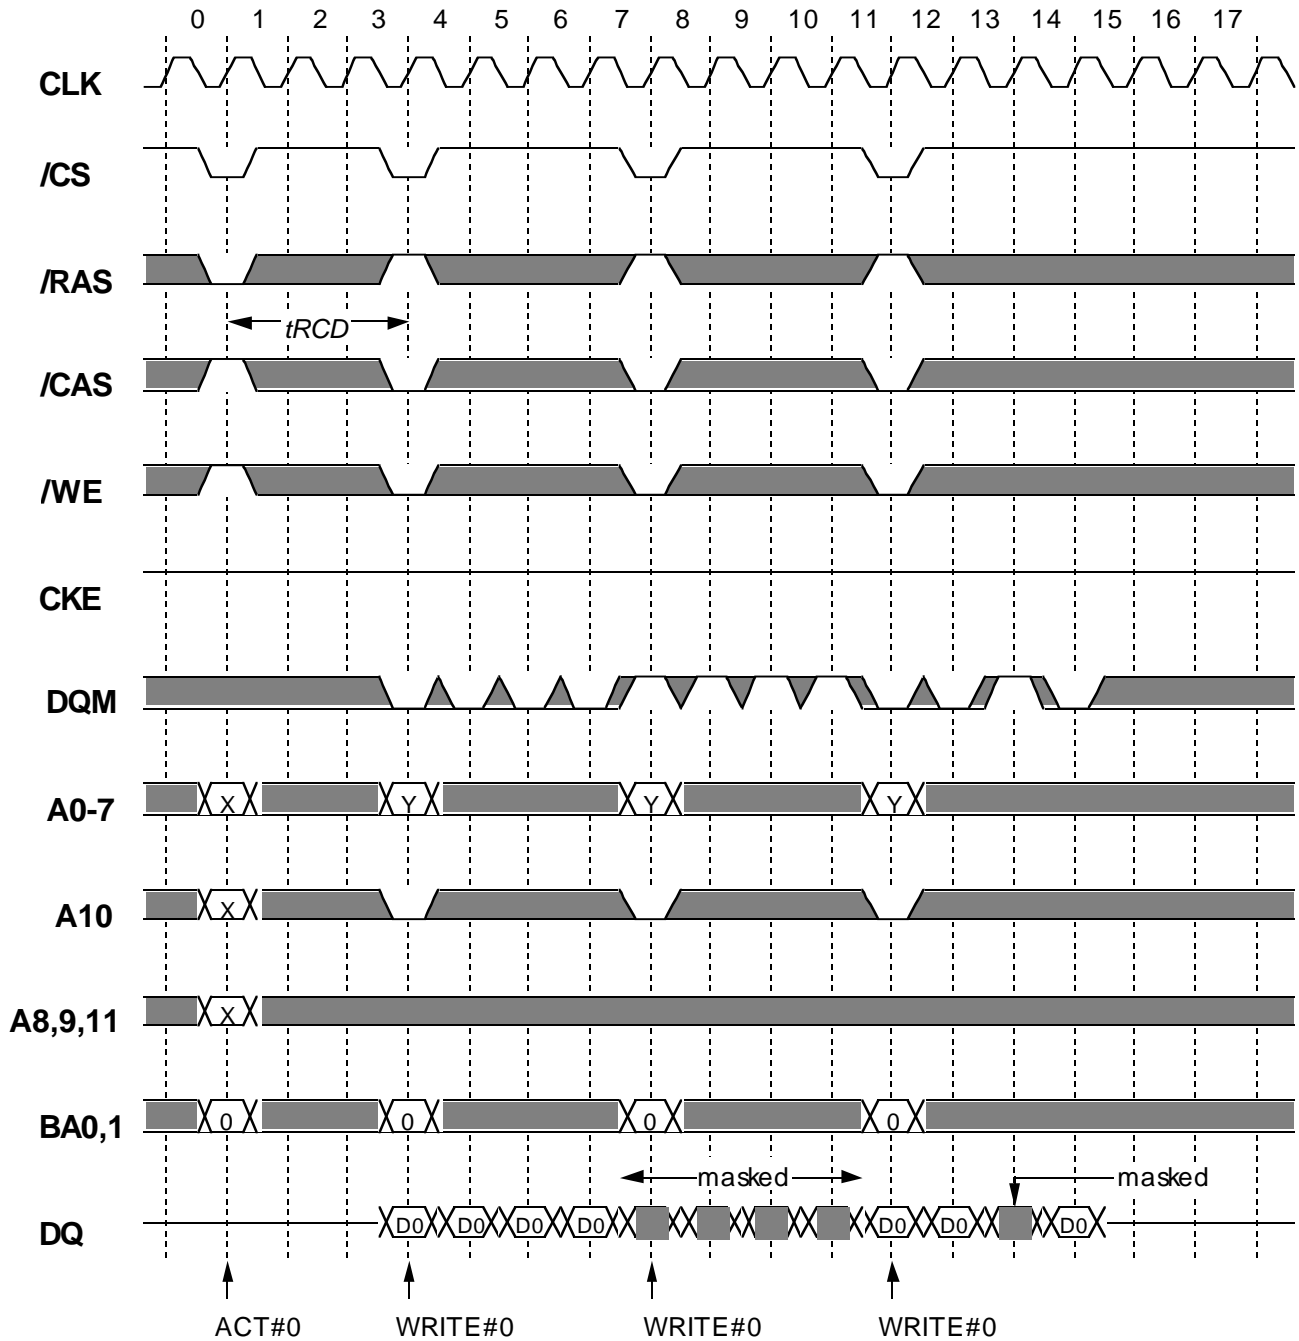 0 1 2 3 4 5 6 7 8 9 10 11 12 13 14 15 16 17
CLK
/CS
/RAS
tRCD
/CAS
/WE
CKE
DQM
A0-7 X Y Y Y
A10 X
A8,9,11 X
BA0,1 0 0 0 0
masked masked
DQ D0 D0 D0 D0 D0 D0 D0
ACT#0 WRITE#0 WRITE#0 WRITE#0